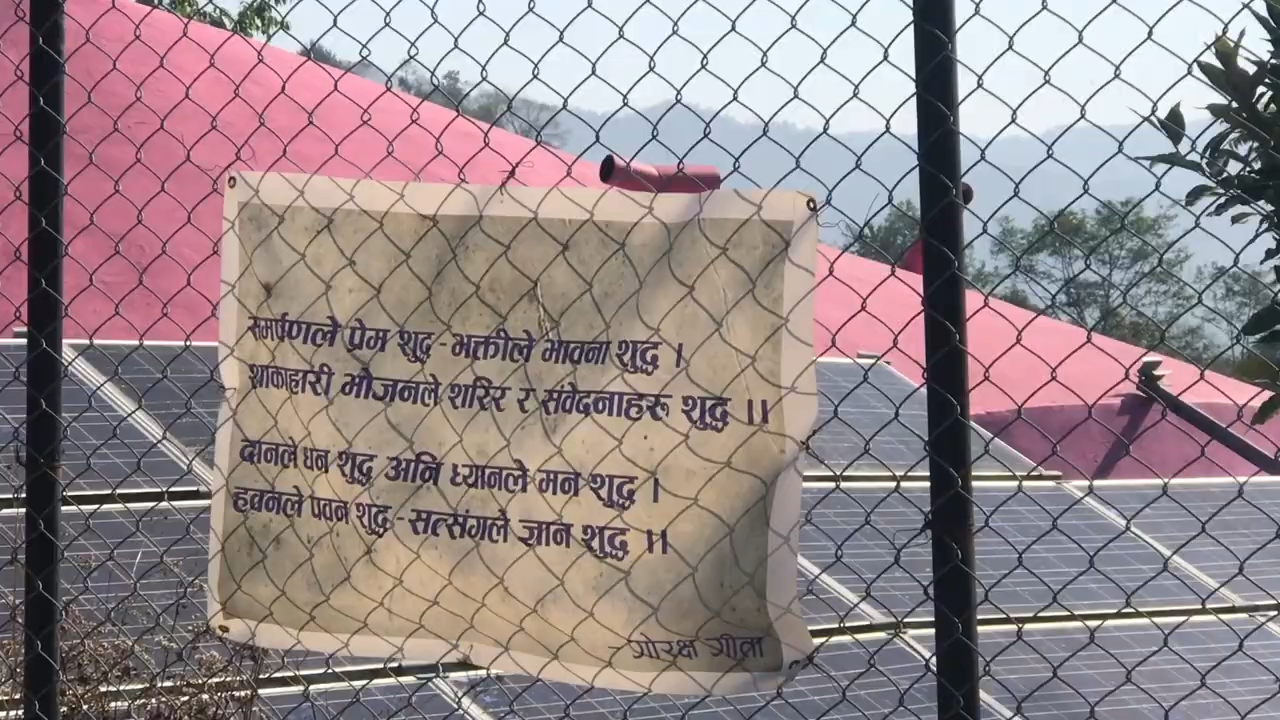 समर्पणले प्रेम शुद्ध - भक्तीले भावना शुद्ध ।
शाकाहारी भोजनले शरिर र संवेदनाहरू शुद्ध ।।
दानले धन शुद्ध अनि ध्यानले मन शुद्ध ।
हवनले पवन शुद्ध - सत्संगले ज्ञान शुद्ध ।।
- गोरक्ष गीता